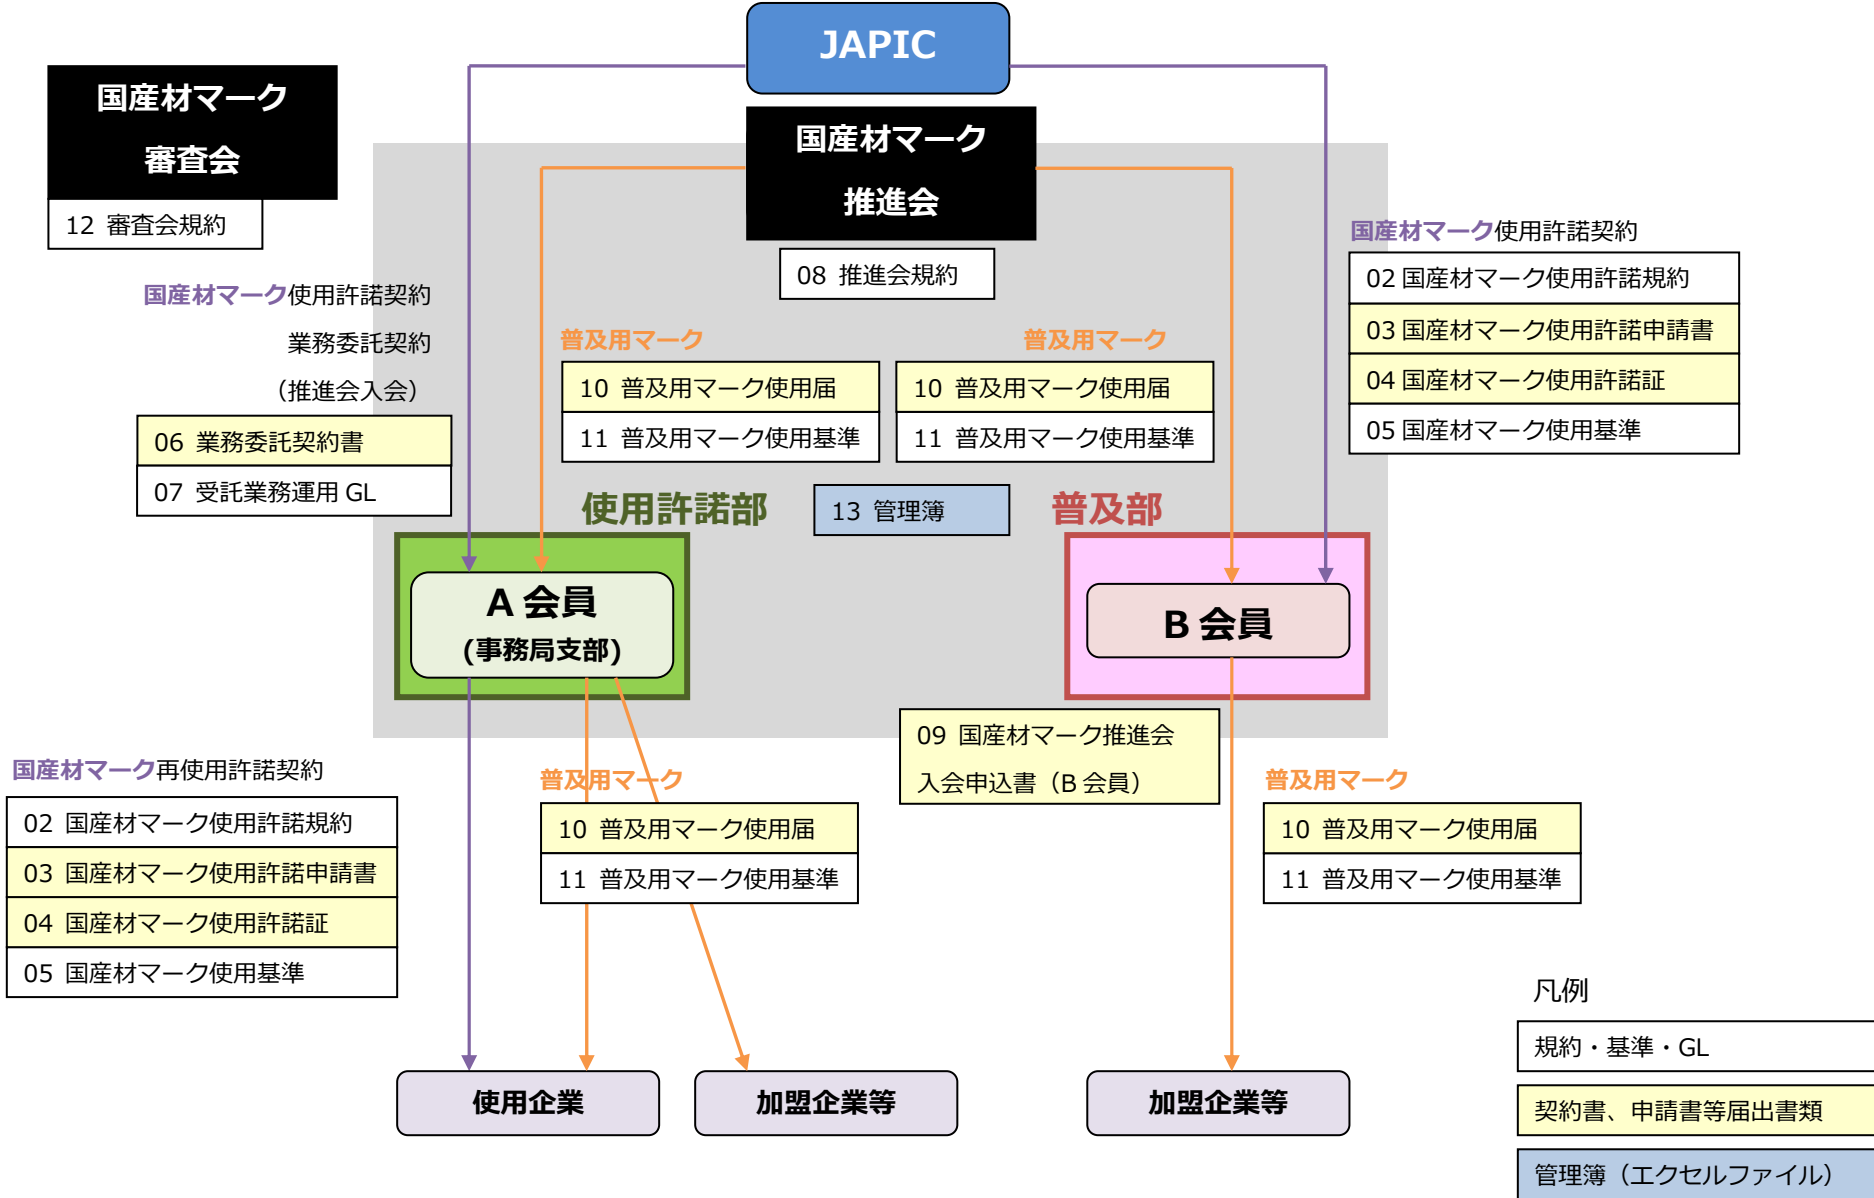 JAPIC
国産材マーク
審査会
12 審査会規約
国産材マーク
推進会
08 推進会規約
国産材マーク使用許諾契約
業務委託契約
（推進会入会）
06 業務委託契約書
07 受託業務運用 GL
普及用マーク
10 普及用マーク使用届
11 普及用マーク使用基準
普及用マーク
10 普及用マーク使用届
11 普及用マーク使用基準
国産材マーク使用許諾契約
02 国産材マーク使用許諾規約
03 国産材マーク使用許諾申請書
04 国産材マーク使用許諾証
05 国産材マーク使用基準
使用許諾部
13 管理簿
普及部
A 会員
(事務局支部)
B 会員
09 国産材マーク推進会
入会申込書（B 会員）
国産材マーク再使用許諾契約
02 国産材マーク使用許諾規約
03 国産材マーク使用許諾申請書
04 国産材マーク使用許諾証
05 国産材マーク使用基準
普及用マーク
10 普及用マーク使用届
11 普及用マーク使用基準
普及用マーク
10 普及用マーク使用届
11 普及用マーク使用基準
使用企業
加盟企業等
加盟企業等
凡例
規約・基準・GL
契約書、申請書等届出書類
管理簿（エクセルファイル）